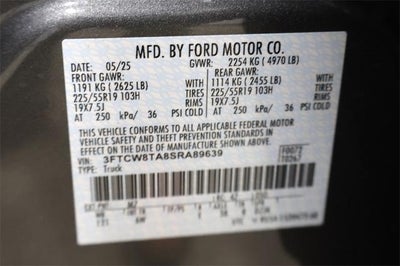 MFD. BY FORD MOTOR CO.
DATE: 05/25 GVWR: 2254 KG (4970 LB)
FRONT GAWR: REAR GAWR:
1191 KG (2625 LB) 1114 KG (2455 LB)
225/55R19 103H TIRES 225/55R19 103H TIRES
19X7.5J RIMS 19X7.5J RIMS
AT 250 kPa/ 36 PSI COLD AT 250 kPa/ 36 PSI COLD
THIS VEHICLE CONFORMS TO ALL APPLICABLE FEDERAL MOTOR
VEHICLE SAFETY AND THEFT PREVENTION STANDARDS IN
EFFECT ON THE DATE OF MANUFACTURE SHOWN ABOVE.
VIN: 3FTCW8TA8SRA89639
TYPE: Truck